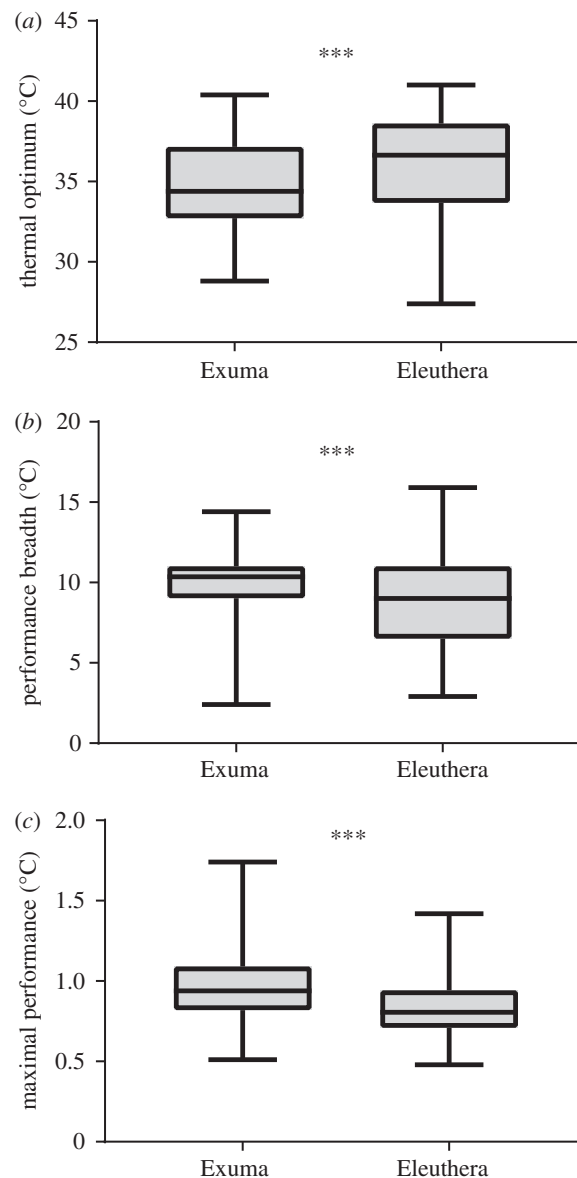 (a)
45
40
35
30
25
thermal optimum (°C)
***
Exuma Eleuthera
(b)
20
15
10
5
0
performance breadth (°C)
***
Exuma Eleuthera
(c)
2.0
1.5
1.0
0.5
0
maximal performance (°C)
***
Exuma Eleuthera